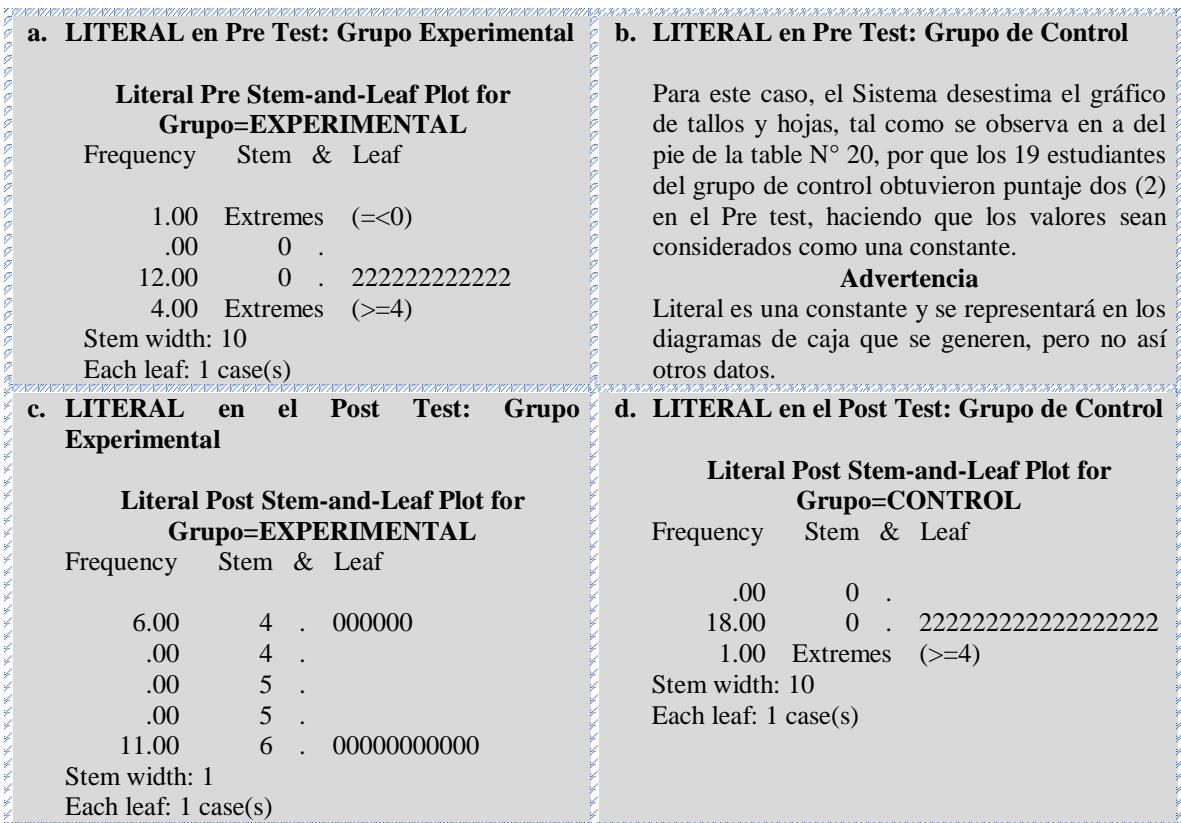 a. LITERAL en Pre Test: Grupo Experimental
Literal Pre Stem-and-Leaf Plot for
Grupo=EXPERIMENTAL
Frequency Stem & Leaf
1.00 Extremes (=<0)
.00 0 .
12.00 0 . 222222222222
4.00 Extremes (>=4)
Stem width: 10
Each leaf: 1 case(s)
b. LITERAL en Pre Test: Grupo de Control
Para este caso, el Sistema desestima el gráfico
de tallos y hojas, tal como se observa en a del
pie de la table N° 20, por que los 19 estudiantes
del grupo de control obtuvieron puntaje dos (2)
en el Pre test, haciendo que los valores sean
considerados como una constante.
Advertencia
Literal es una constante y se representará en los
diagramas de caja que se generen, pero no así
otros datos.
c. LITERAL en el Post Test: Grupo
Experimental
Literal Post Stem-and-Leaf Plot for
Grupo=EXPERIMENTAL
Frequency Stem & Leaf
6.00 4 . 000000
.00 4 .
.00 5 .
.00 5 .
11.00 6 . 00000000000
Stem width: 1
Each leaf: 1 case(s)
d. LITERAL en el Post Test: Grupo de Control
Literal Post Stem-and-Leaf Plot for
Grupo=CONTROL
Frequency Stem & Leaf
.00 0 .
18.00 0 . 222222222222222222
1.00 Extremes (>=4)
Stem width: 10
Each leaf: 1 case(s)